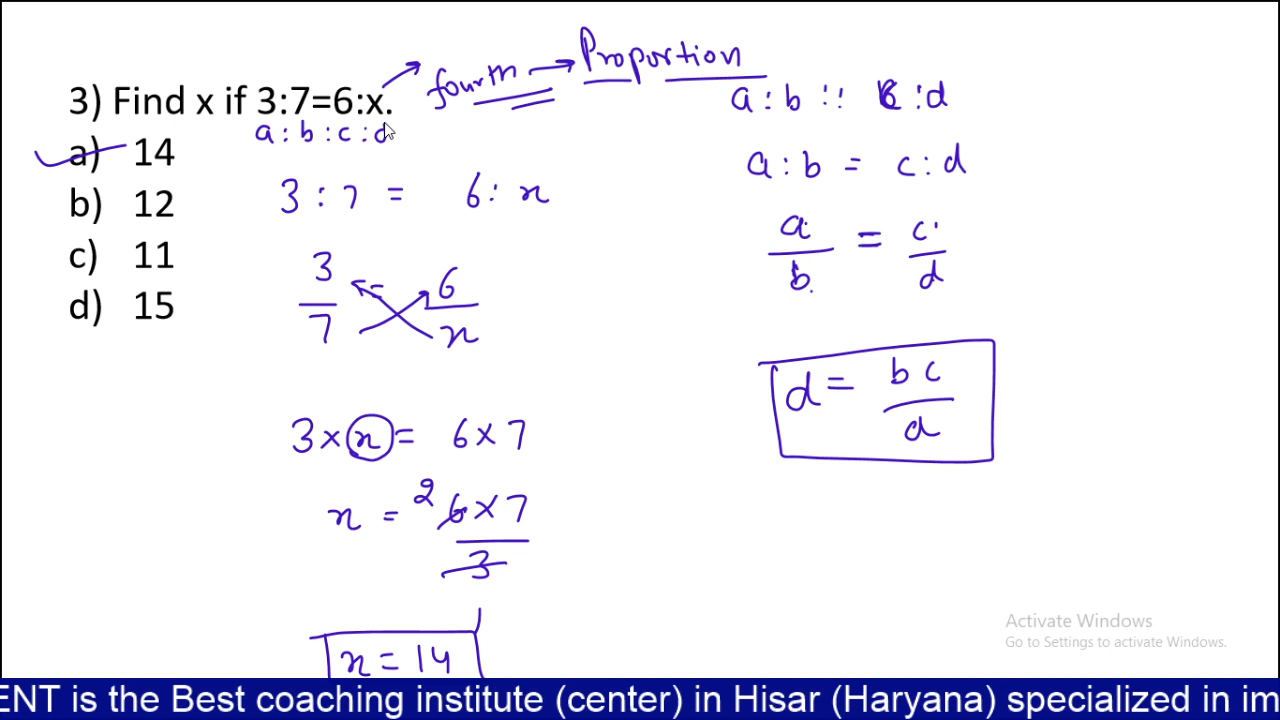 3) Find x if 3:7=6:x.
a : b : c : d
a) 14
b) 12
c) 11
d) 15
3 : 7 = 6 : x
3/7 = 6/x
3 × x = 6 × 7
x = 2 6 × 7 / 3
x = 14
fourth → Proportion
a : b :: c : d
a : b = c : d
a/b = c/d
d = bc/d
Activate Windows
Go to Settings to activate Windows.
ENT is the Best coaching institute (center) in Hisar (Haryana) specialized in im